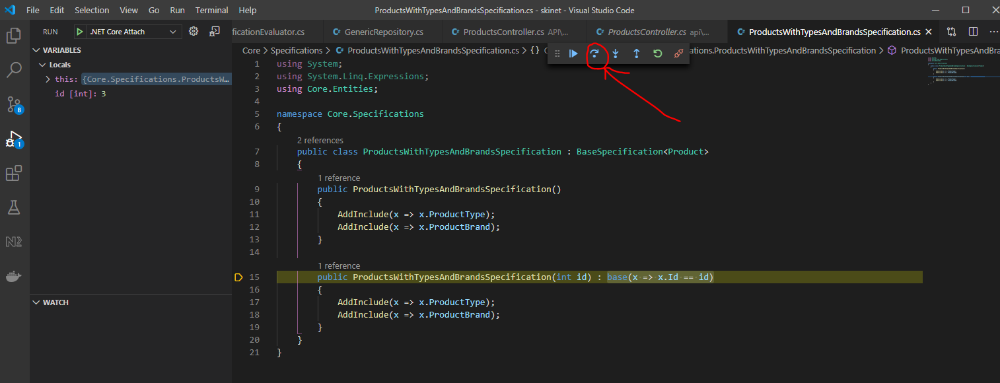 File Edit Selection View Go Run Terminal Help ProductsWithTypesAndBrandsSpecification.cs - skinet - Visual Studio Code
RUN .NET Core Attach ficationEvaluator.cs C# GenericRepository.cs C# ProductsController.cs API\... C# ProductsController.cs api\... C# ProductsWithTypesAndBrandsSpecification.cs
VARIABLES
Locals
this: {Core.Specifications.ProductsW...
id [int]: 3
8
1
N2
WATCH
Core > Specifications > C# ProductsWithTypesAndBrandsSpecification.cs > {} C ations.ProductsWithTypesAndBrandsSpecification > ProductsWithTypesAndBra
1 using System;
2 using System.Linq.Expressions;
3 using Core.Entities;
4
5 namespace Core.Specifications
6 {
2 references
7 public class ProductsWithTypesAndBrandsSpecification : BaseSpecification<Product>
8 {
1 reference
9 public ProductsWithTypesAndBrandsSpecification()
10 {
11 AddInclude(x => x.ProductType);
12 AddInclude(x => x.ProductBrand);
13 }
14
1 reference
15 public ProductsWithTypesAndBrandsSpecification(int id) : base(x => x.Id == id)
16 {
17 AddInclude(x => x.ProductType);
18 AddInclude(x => x.ProductBrand);
19 }
20 }
21 }